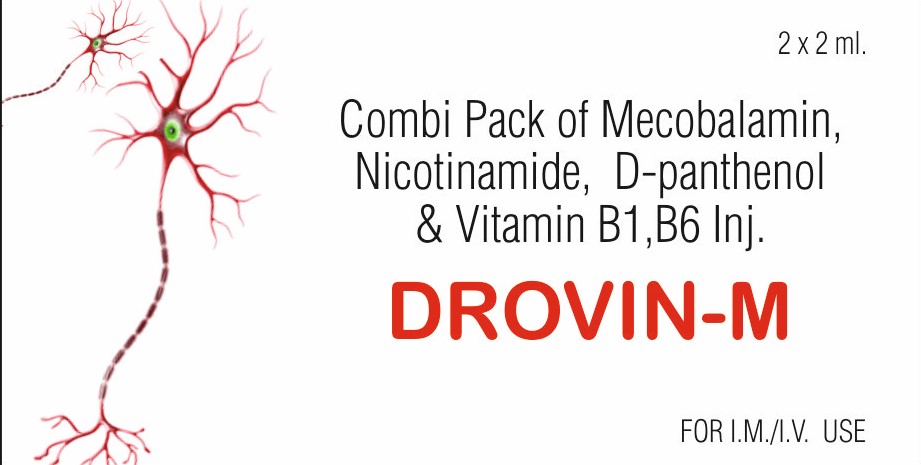 2 x 2 ml.
Combi Pack of Mecobalamin,
Nicotinamide, D-panthenol
& Vitamin B1,B6 Inj.
DROVIN-M
FOR I.M./I.V. USE